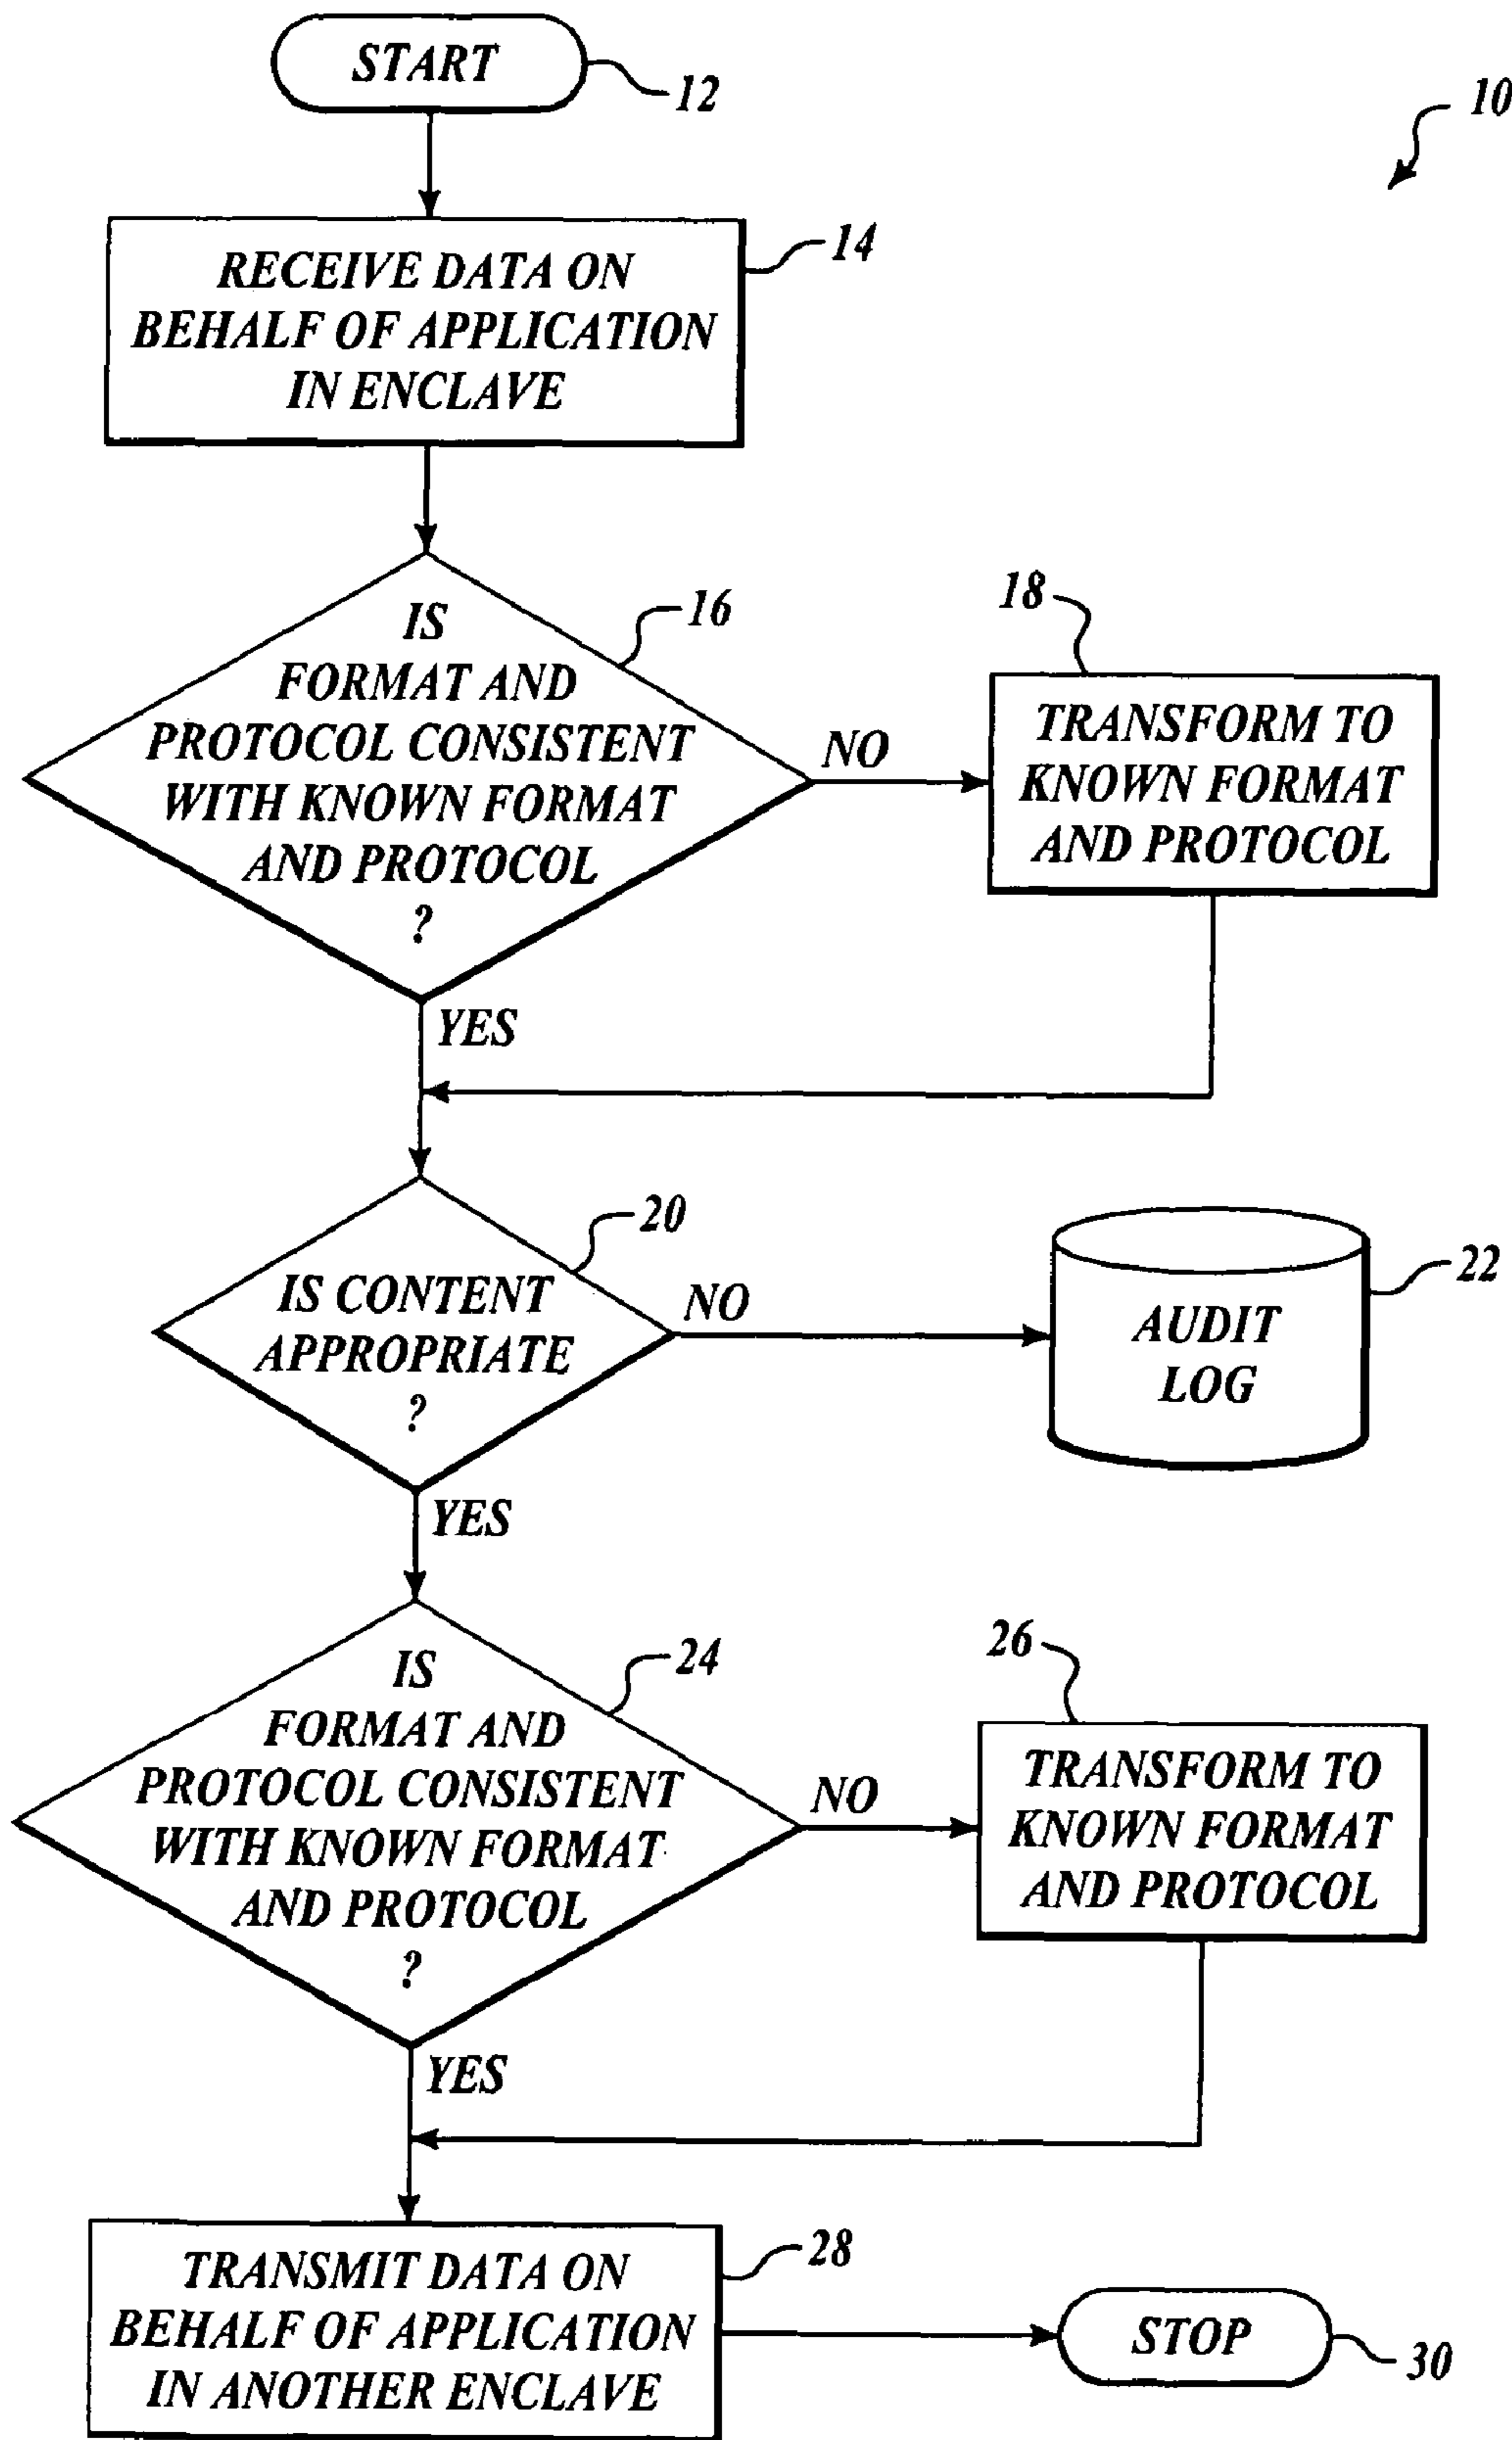 START
12
10
RECEIVE DATA ON
BEHALF OF APPLICATION
IN ENCLAVE
14
IS
FORMAT AND
PROTOCOL CONSISTENT
WITH KNOWN FORMAT
AND PROTOCOL
?
16
NO
18
TRANSFORM TO
KNOWN FORMAT
AND PROTOCOL
YES
IS CONTENT
APPROPRIATE
?
20
NO
AUDIT
LOG
22
YES
IS
FORMAT AND
PROTOCOL CONSISTENT
WITH KNOWN FORMAT
AND PROTOCOL
?
24
NO
26
TRANSFORM TO
KNOWN FORMAT
AND PROTOCOL
YES
TRANSMIT DATA ON
BEHALF OF APPLICATION
IN ANOTHER ENCLAVE
28
STOP
30